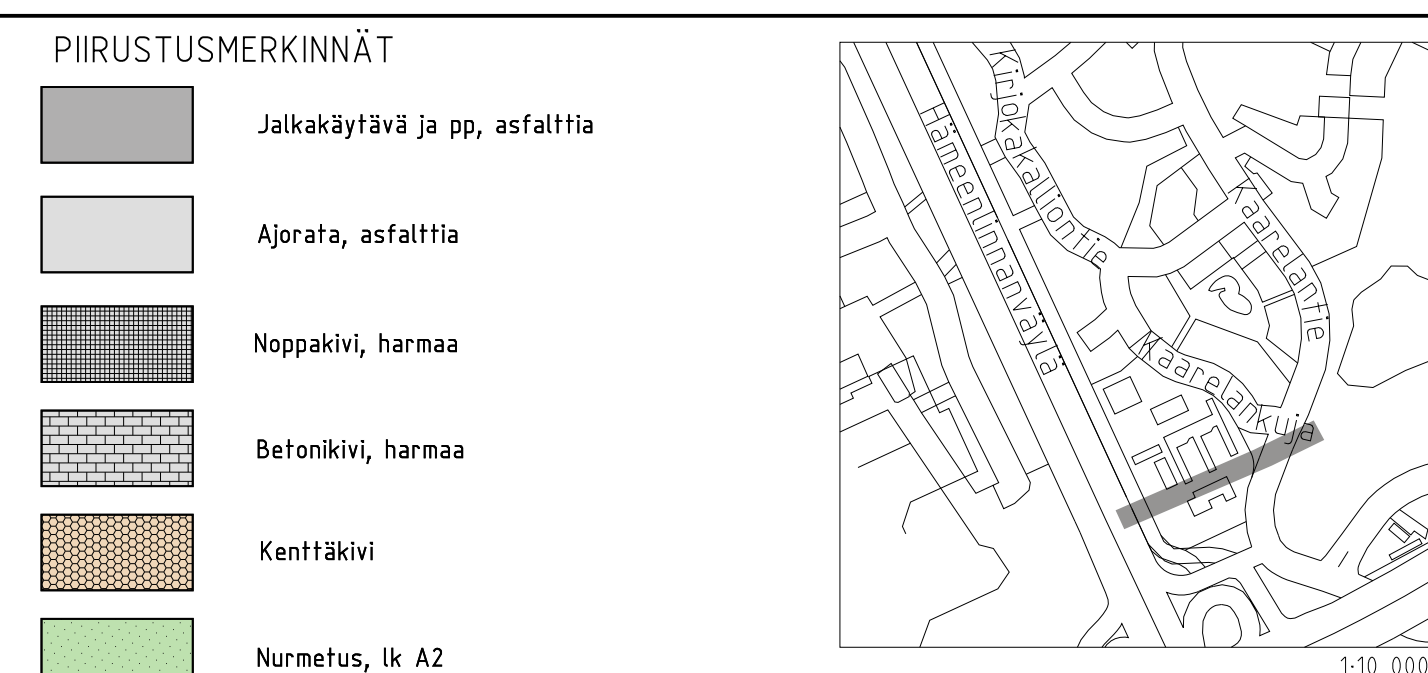 PIIRUSTUSMERKINNÄT
Jalkakäytävä ja pp, asfalttia
Ajorata, asfalttia
Noppakivi, harmaa
Betonikivi, harmaa
Kenttäkivi
Nurmetus, lk A2
Kirjokalliontie
Hämeenlinnanväylä
Kaarelantie
Kaarelankuja
1:10 000